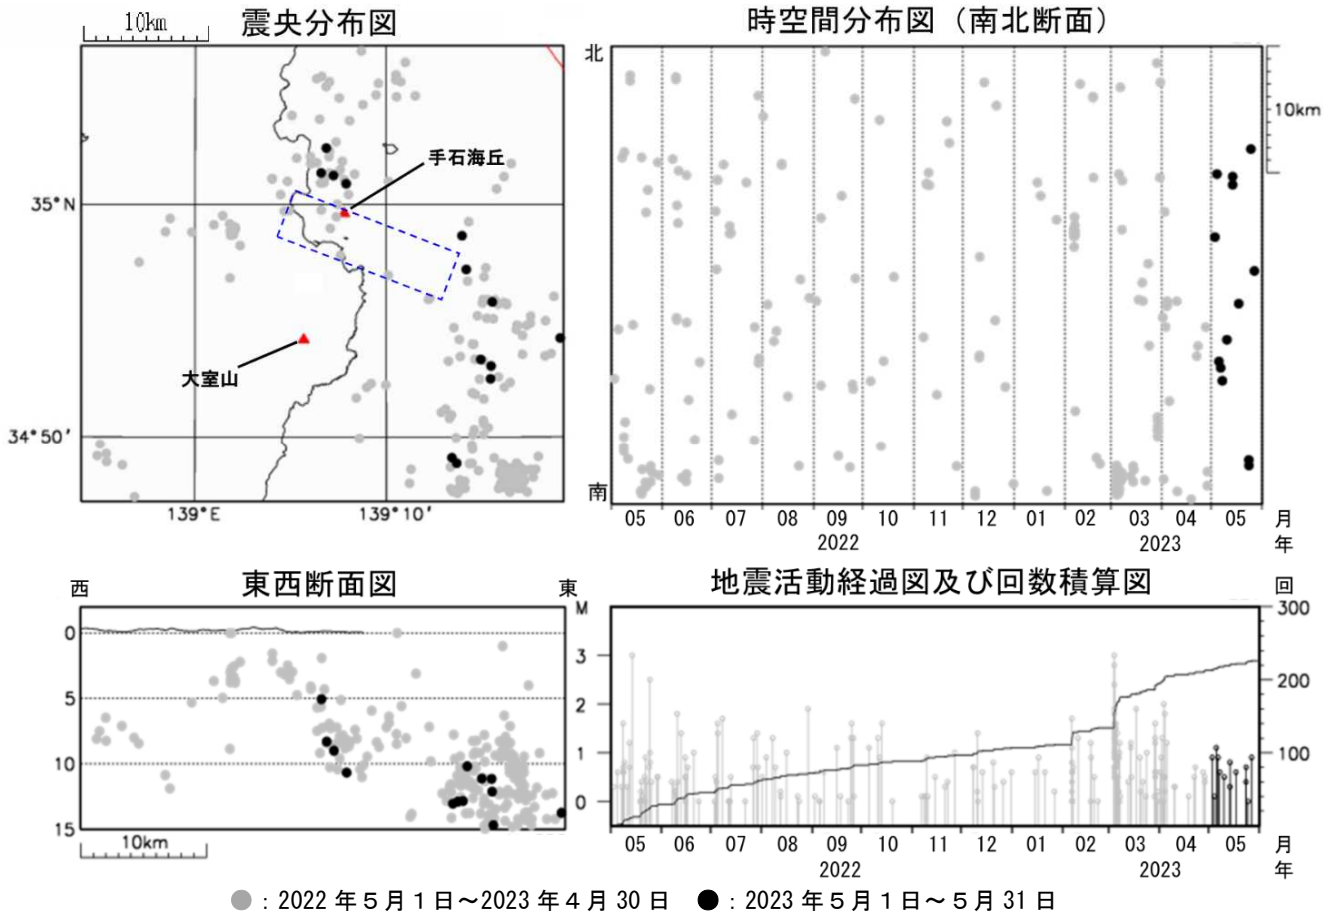 10km
震央分布図
手石海丘
35°N
大室山
34°50′
139°E
139°10′
時空間分布図（南北断面）
北
10km
南
05 06 07 08 09 10 11 12 01 02 03 04 05 月
2022 2023 年
東西断面図
西 東
0
5
10
15
10km
地震活動経過図及び回数積算図
M 回
3
2
1
0
300
200
100
05 06 07 08 09 10 11 12 01 02 03 04 05 月
2022 2023 年
：2022年５月１日～2023年４月30日 ：2023年５月１日～５月31日